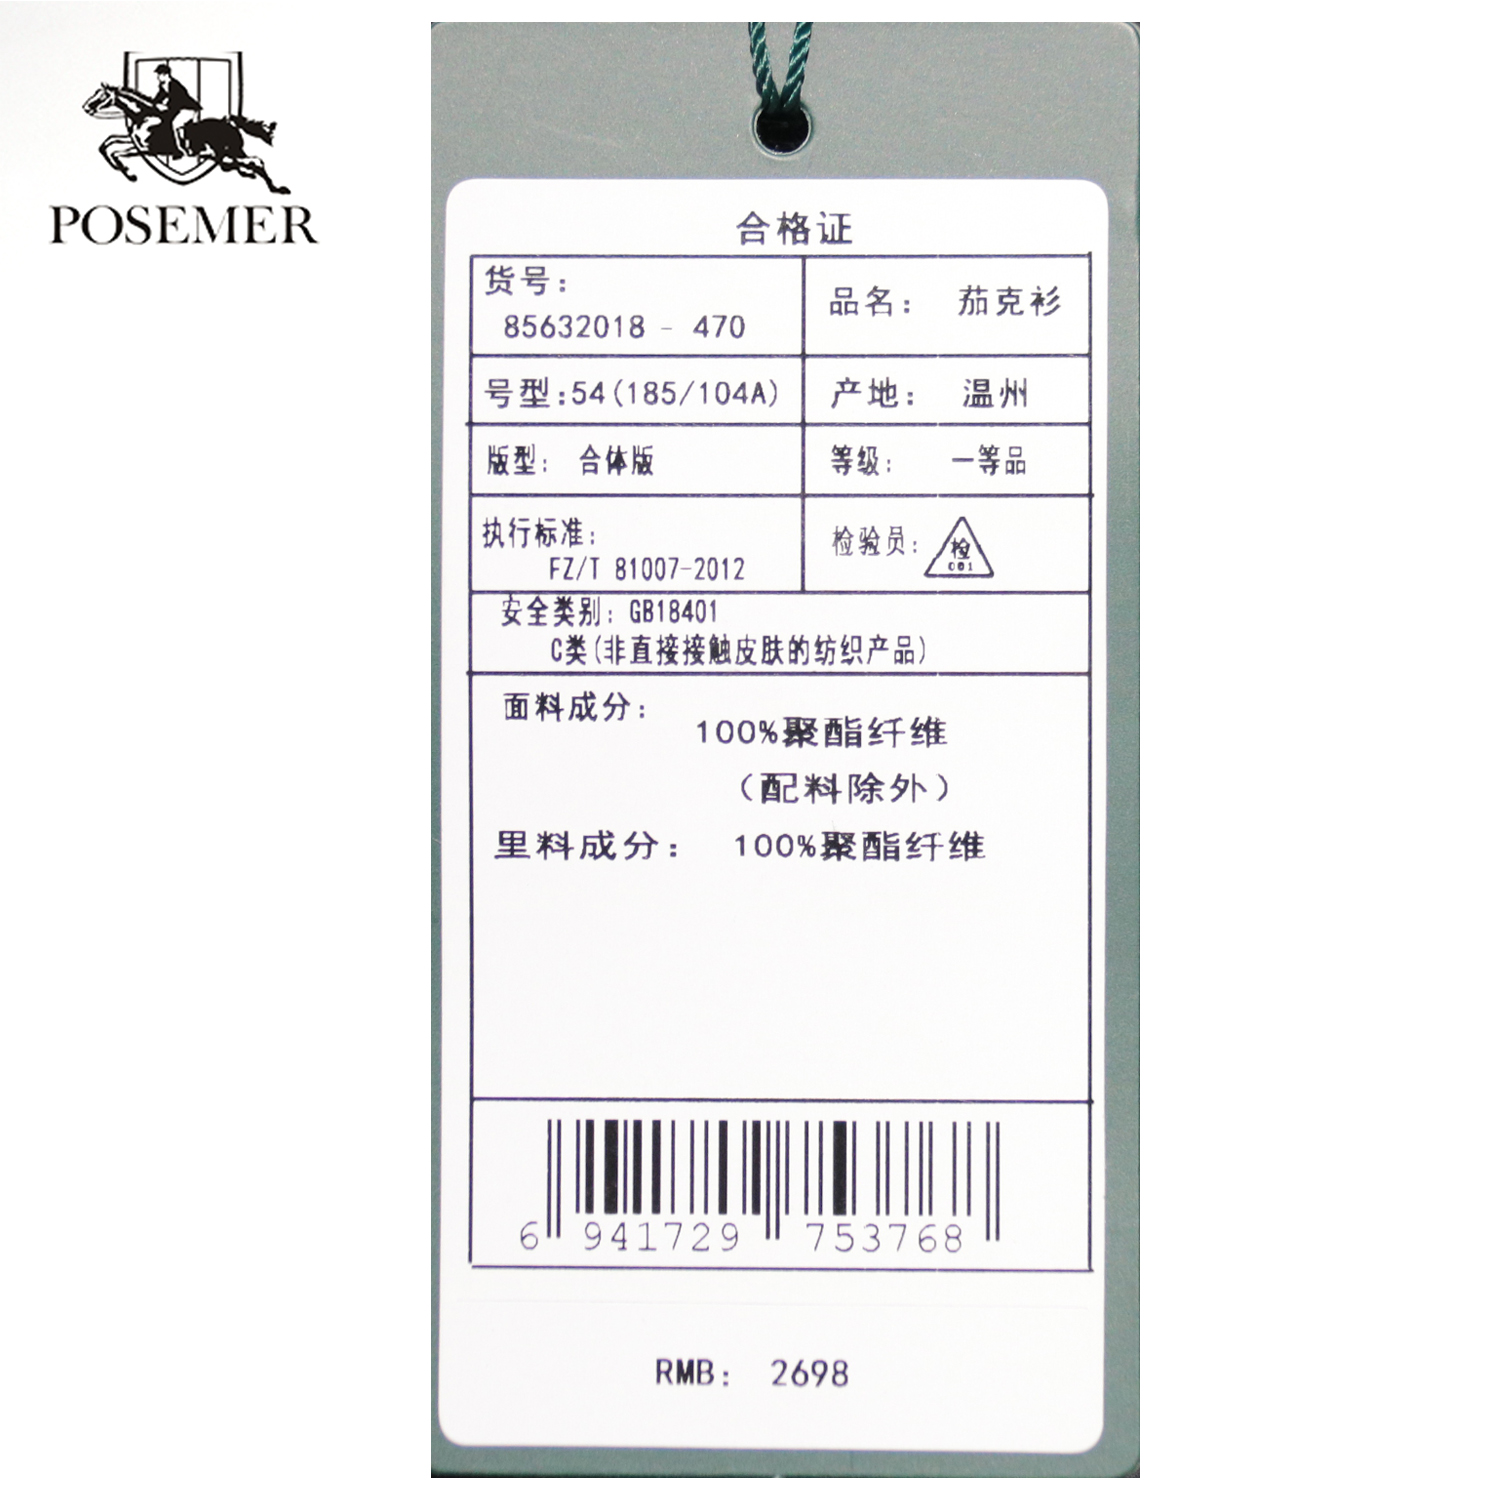 POSEMER
合格证
货号：
85632018 - 470
品名： 茄克衫
号型：54(185/104A)
产地： 温州
版型： 合体版
等级： 一等品
执行标准：
FZ/T 81007-2012
检验员：
检
001
安全类别：GB18401
C类(非直接接触皮肤的纺织产品)
面料成分：
100%聚酯纤维
（配料除外）
里料成分： 100%聚酯纤维
6 941729 753768
RMB： 2698